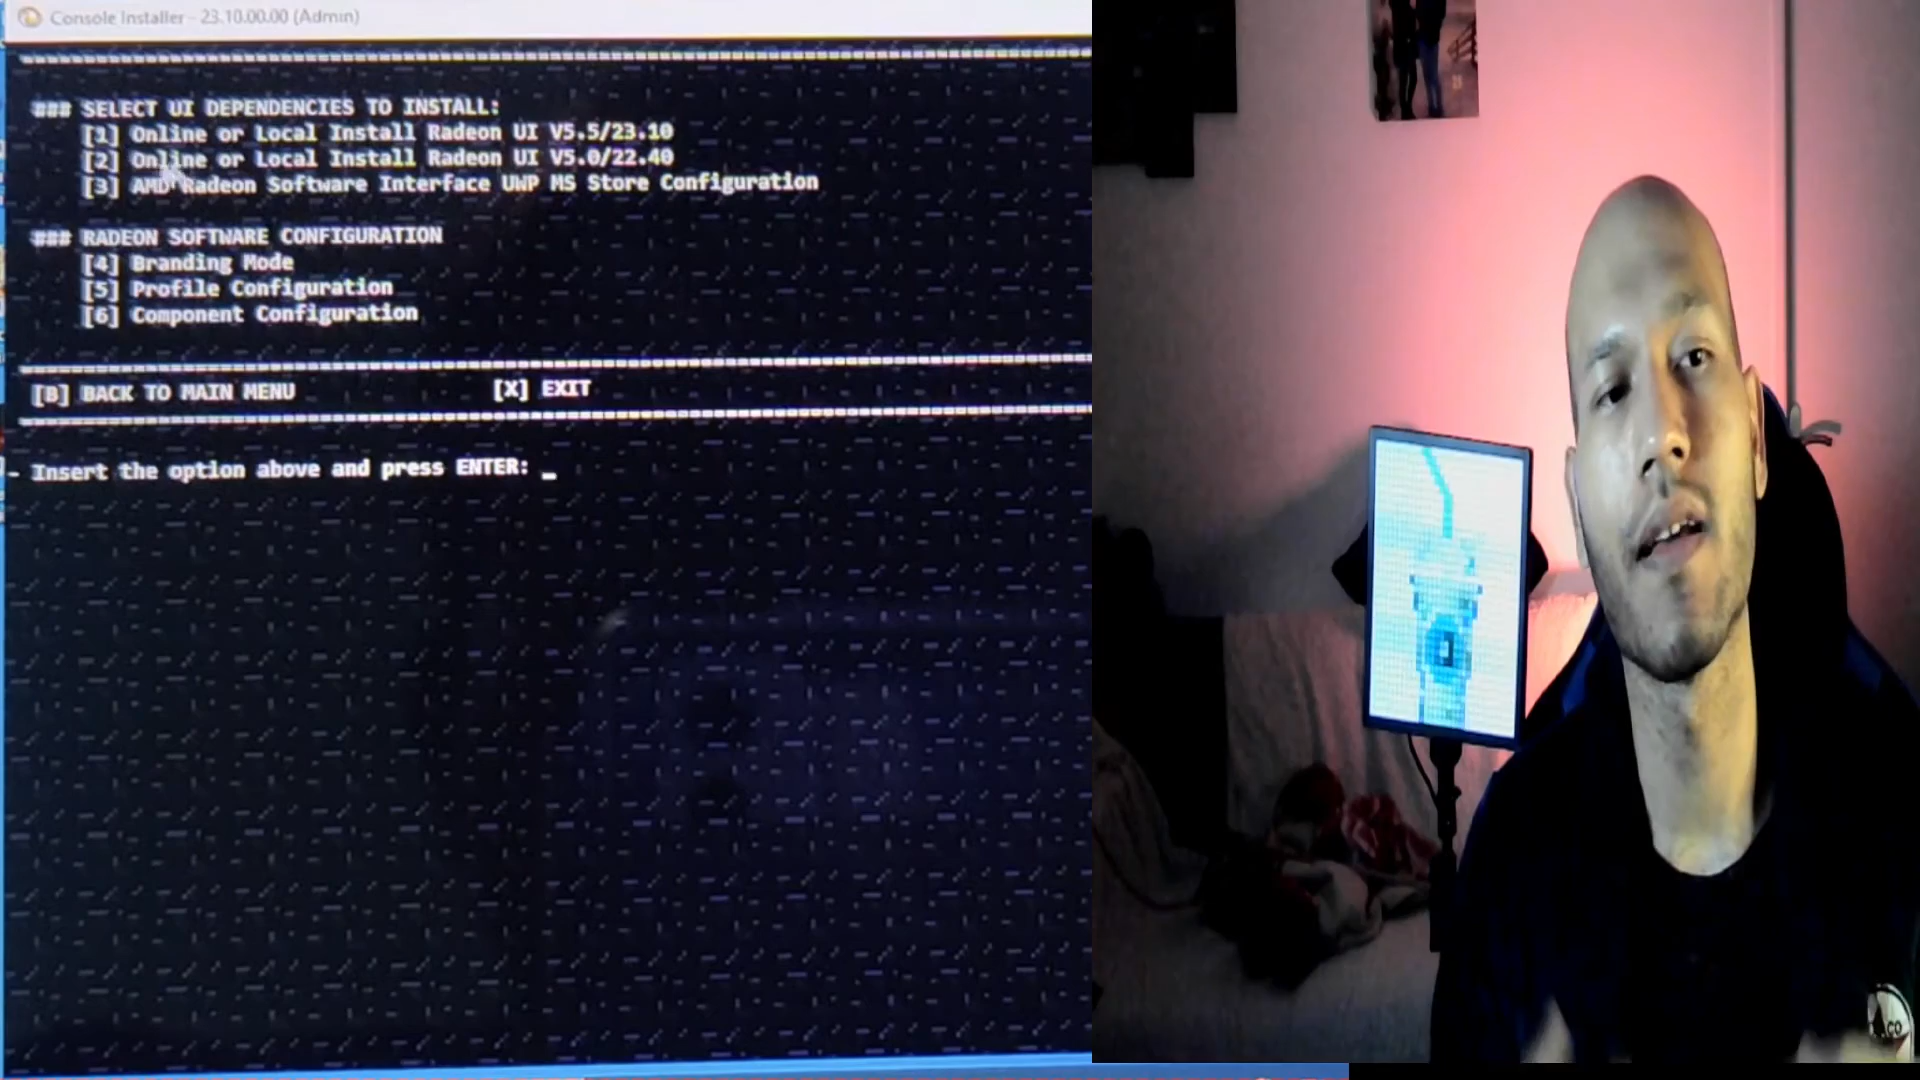 Console Installer - 23.10.00.00 (Admin)
### SELECT UI DEPENDENCIES TO INSTALL:
[1] Online or Local Install Radeon UI V5.5/23.10
[2] Online or Local Install Radeon UI V5.0/22.40
[3] AMD Radeon Software Interface UWP MS Store Configuration
### RADEON SOFTWARE CONFIGURATION
[4] Branding Mode
[5] Profile Configuration
[6] Component Configuration
[B] BACK TO MAIN MENU [X] EXIT
- Insert the option above and press ENTER: _